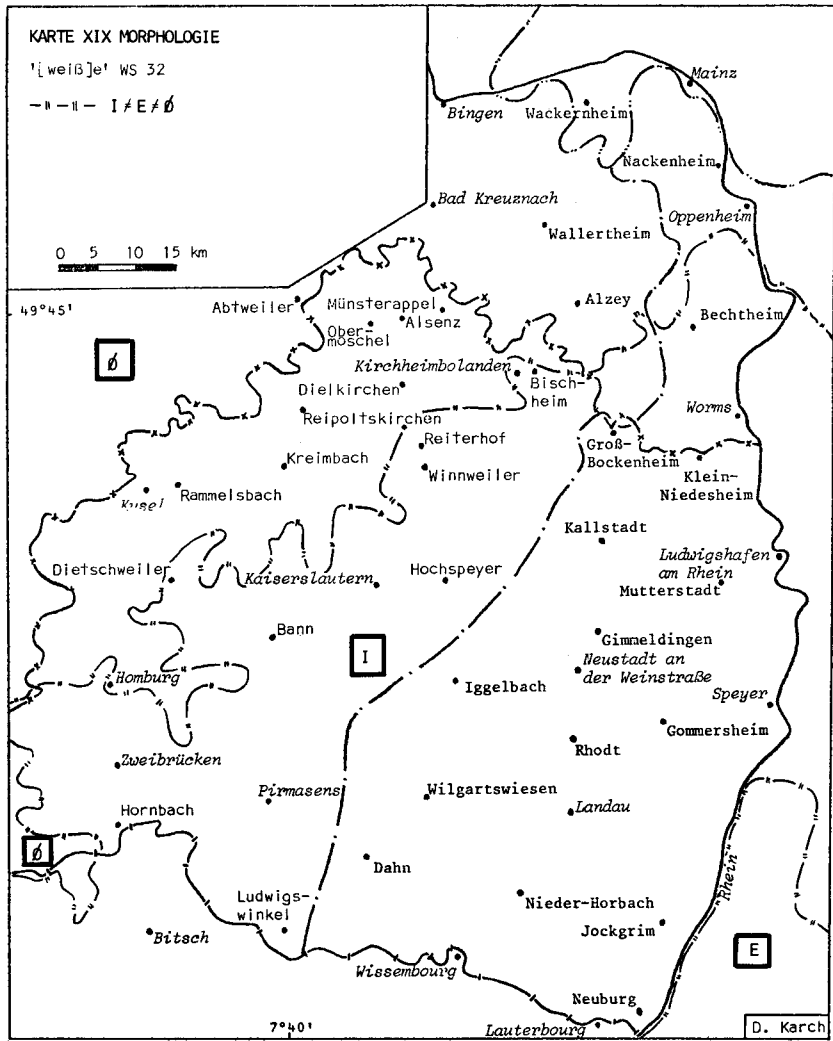 KARTE XIX MORPHOLOGIE
'[weiß]e' WS 32
I ≠ E ≠ Ø
Mainz
Bingen
Wackernheim
Nackenheim
Bad Kreuznach
Oppenheim
Wallertheim
0 5 10 15 km
49°45'
Abtweiler
Münsterappel
Alzey
Ober-
möschel
Alsenz
Bechtheim
Ø
Kirchheimbolanden
Bisch-
heim
Dielkirchen
Reipoltskirchen
Worms
Reiterhof
Groß-
Bockenheim
Kreimbach
Winnweiler
Klein-
Niedesheim
Kusel
Rammelsbach
Kallstadt
Ludwigshafen
am Rhein
Dietschweiler
Kaiserslautern
Hochspeyer
Mutterstadt
Bann
Gimmeldingen
I
Neustadt an
der Weinstraße
Homburg
Iggelbach
Speyer
Gommersheim
Rhodt
Zweibrücken
Pirmasens
Wilgartswiesen
Landau
Hornbach
Ø
Dahn
Rhein
Ludwigs-
winkel
Nieder-Horbach
Bitsch
Jockgrim
E
Wissembourg
Neuburg
7°40'
Lauterbourg
D. Karch